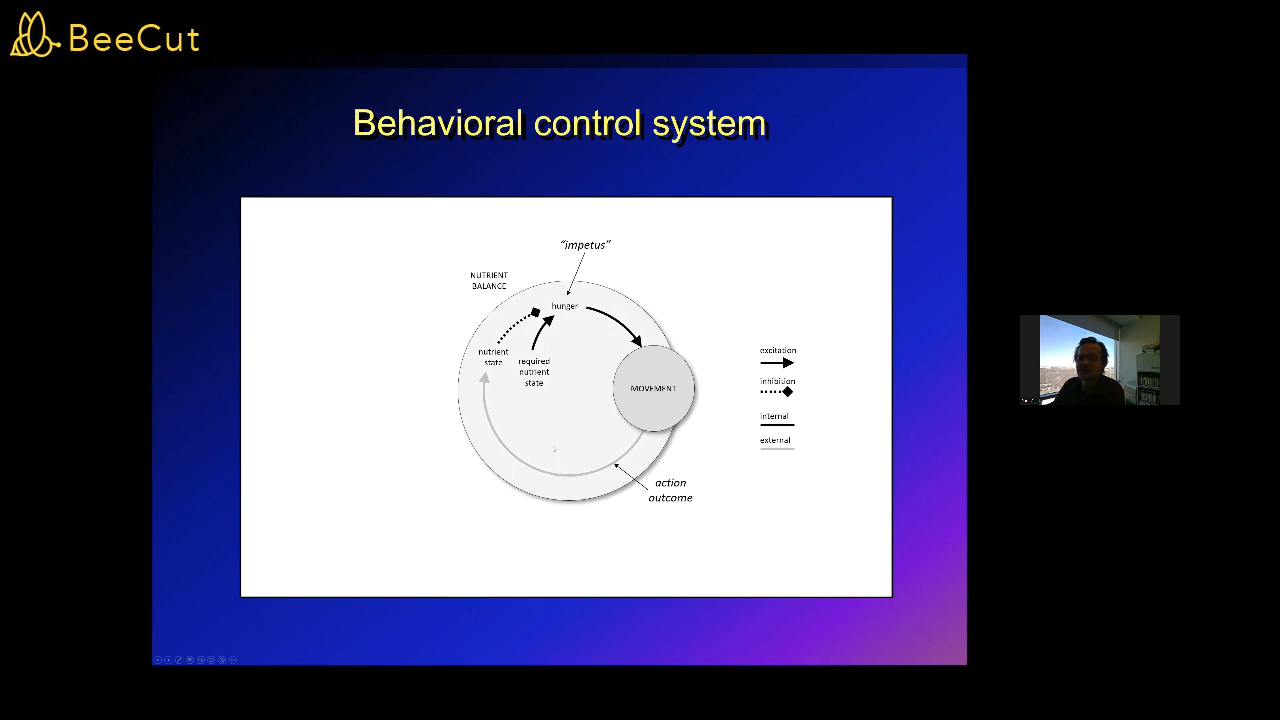 BeeCut
Behavioral control system
“impetus”
NUTRIENT
BALANCE
hunger
nutrient
state
required
nutrient
state
MOVEMENT
action
outcome
excitation
inhibition
internal
external